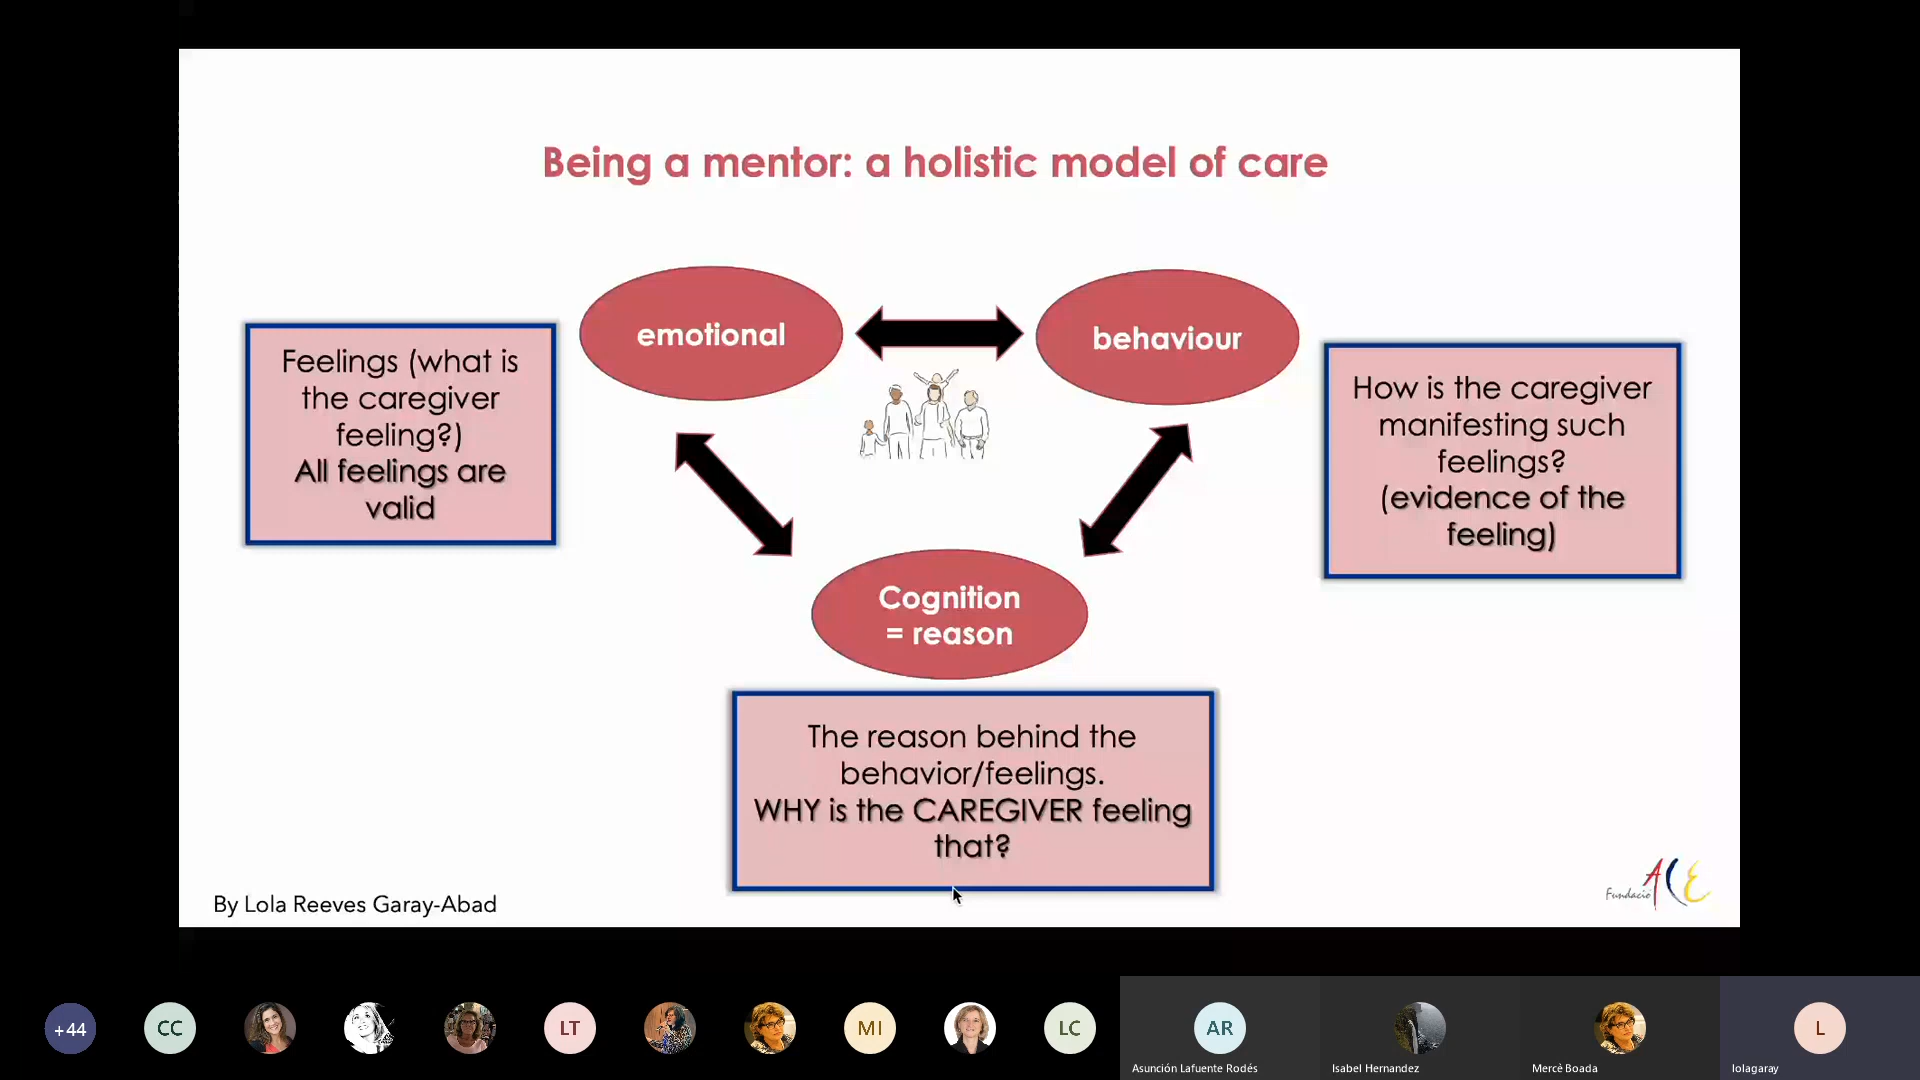 Being a mentor: a holistic model of care
emotional
behaviour
Feelings (what is
the caregiver
feeling?)
All feelings are
valid
How is the caregiver
manifesting such
feelings?
(evidence of the
feeling)
Cognition
= reason
The reason behind the
behavior/feelings.
WHY is the CAREGIVER feeling
that?
By Lola Reeves Garay-Abad
Fundació ACE
+44
CC
LT
MI
LC
AR
L
Asunción Lafuente Rodés
Isabel Hernandez
Mercè Boada
lolagaray